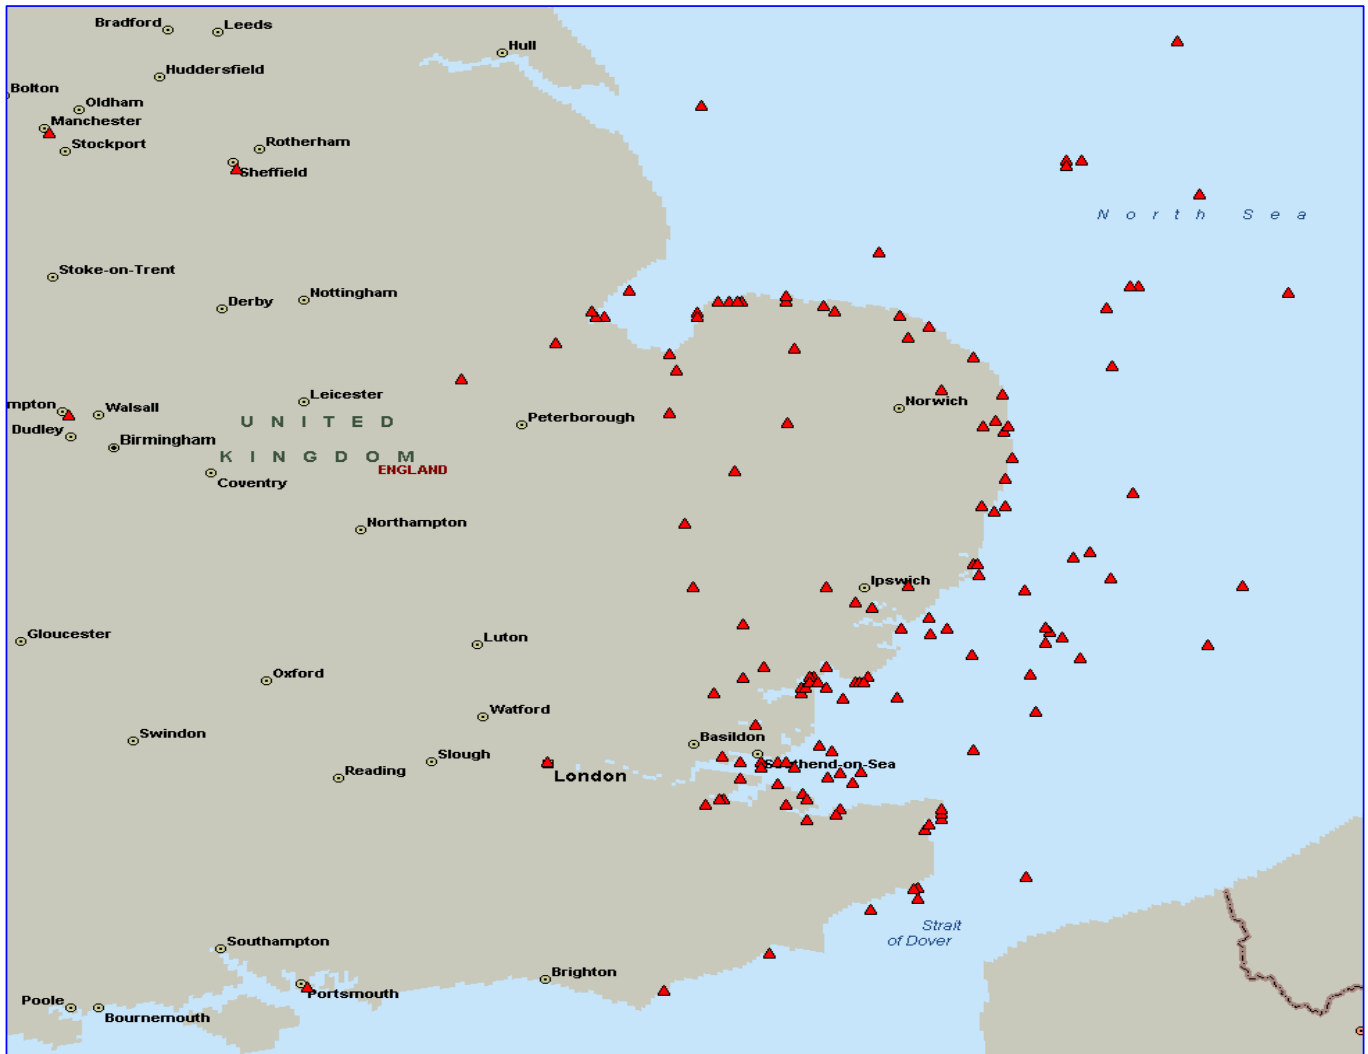 Bradford
Leeds
Hull
Huddersfield
Bolton
Oldham
Manchester
Stockport
Rotherham
Sheffield
North Sea
Stoke-on-Trent
Derby
Nottingham
mpton
Walsall
Leicester
Norwich
Peterborough
UNITED
Dudley
Birmingham
KINGDOM
ENGLAND
Coventry
Northampton
Ipswich
Gloucester
Luton
Oxford
Watford
Swindon
Basildon
Slough
Southend-on-Sea
Reading
London
Strait
of Dover
Southampton
Brighton
Portsmouth
Poole
Bournemouth